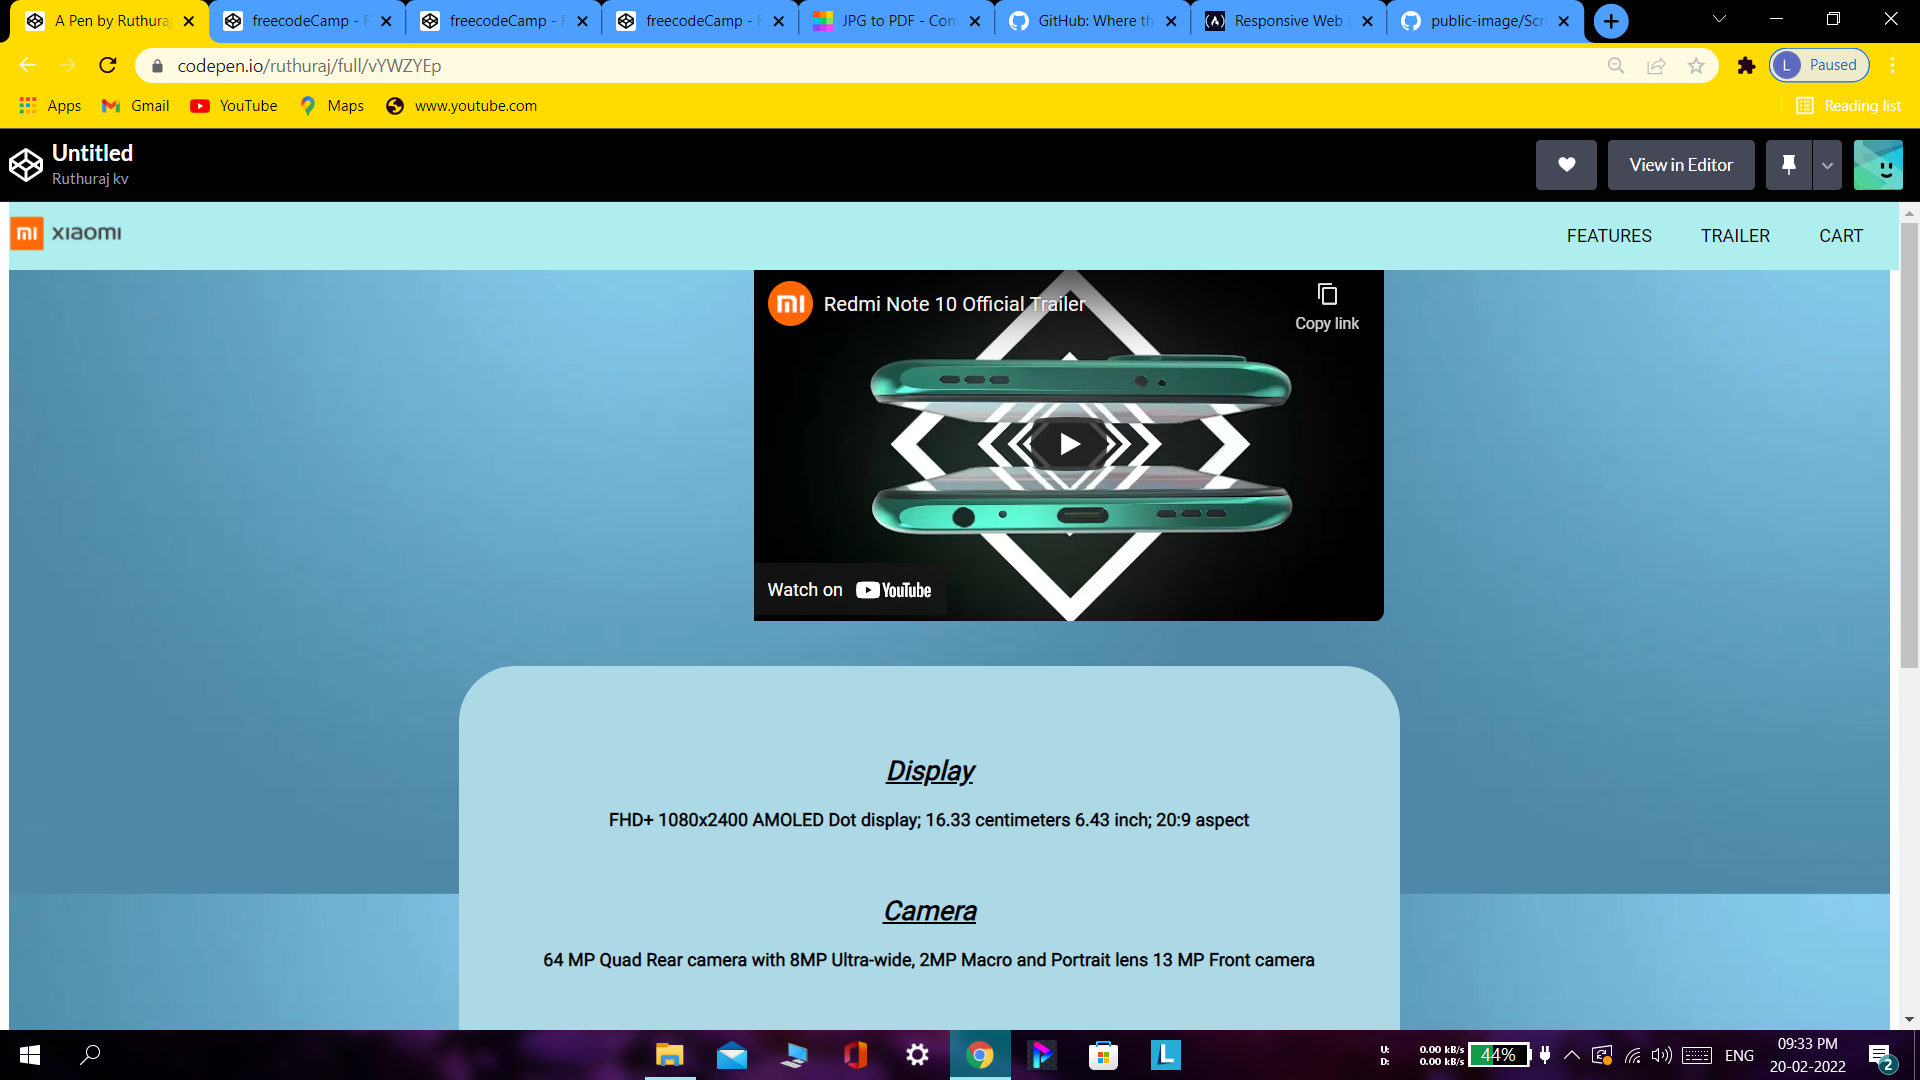 A Pen by Ruthuraj
freecodeCamp - 
freecodeCamp - 
freecodeCamp - 
JPG to PDF - Con
GitHub: Where th
Responsive Web
public-image/Scr
codepen.io/ruthuraj/full/vYWZYEp
L Paused
Apps Gmail YouTube Maps www.youtube.com
Reading list
Untitled
Ruthuraj kv
View in Editor
mi xiaomi
FEATURES TRAILER CART
mi Redmi Note 10 Official Trailer
Copy link
Watch on YouTube
Display
FHD+ 1080x2400 AMOLED Dot display; 16.33 centimeters 6.43 inch; 20:9 aspect
Camera
64 MP Quad Rear camera with 8MP Ultra-wide, 2MP Macro and Portrait lens 13 MP Front camera
L
U: 0.00 kB/s
D: 0.00 kB/s
44%
ENG
09:33 PM
20-02-2022
2